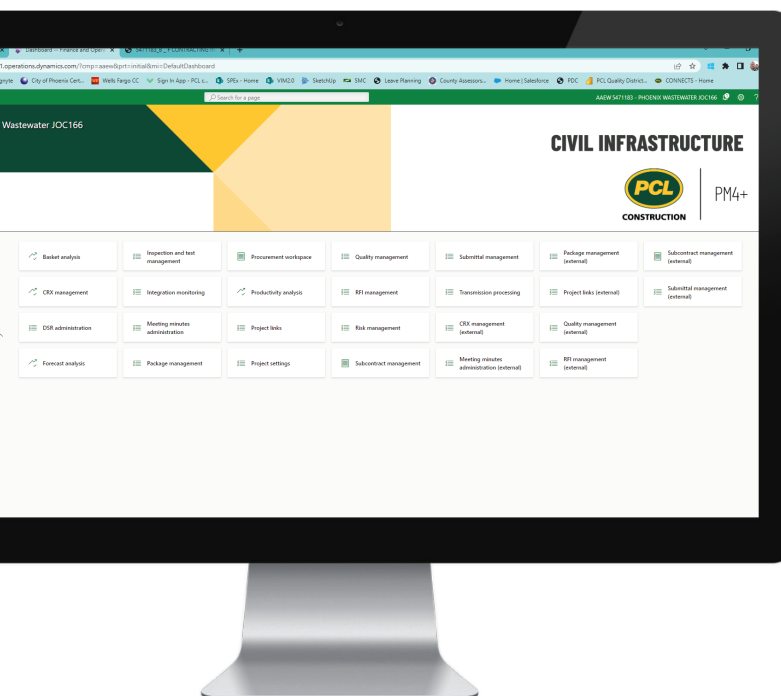 Dashboard -- Finance and Oper
5471183_B _ P CONTRACTING
1.operations.dynamics.com/?cmp=aaew&prt=initial&mi=DefaultDashboard
City of Phoenix Cert...
Wells Fargo CC
Sign In App - PCL c...
SPEx - Home
VIM2.0
SketchUp
SMC
Leave Planning
County Assessors...
Home | Salesforce
PDC
PCL Quality District...
CONNECTS - Home
Search for a page
AAEW 5471183 - PHOENIX WASTEWATER JOC166
?
Wastewater JOC166
CIVIL INFRASTRUCTURE
PCL
CONSTRUCTION
PM4+
Basket analysis
Inspection and test
management
Procurement workspace
Quality management
Submittal management
Package management
(external)
Subcontract management
(external)
CRX management
Integration monitoring
Productivity analysis
RFI management
Transmission processing
Project links (external)
Submittal management
(external)
DSR administration
Meeting minutes
administration
Project links
Risk management
CRX management
(external)
Quality management
(external)
Forecast analysis
Package management
Project settings
Subcontract management
Meeting minutes
administration (external)
RFI management
(external)